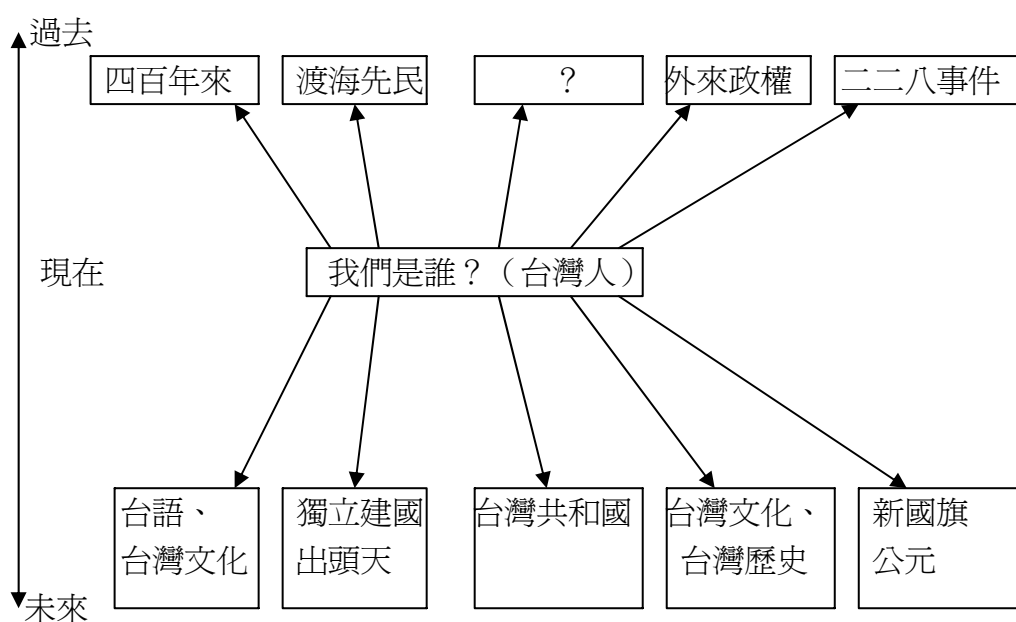 過去
四百年來
渡海先民
？
外來政權
二二八事件
現在
我們是誰？（台灣人）
台語、
台灣文化
獨立建國
出頭天
台灣共和國
台灣文化、
台灣歷史
新國旗
公元
未來